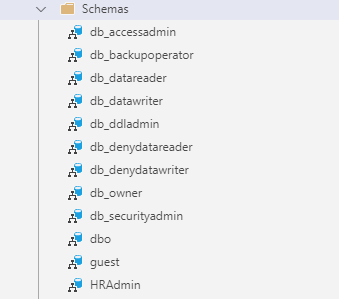 Schemas
db_accessadmin
db_backupoperator
db_datareader
db_datawriter
db_ddladmin
db_denydatareader
db_denydatawriter
db_owner
db_securityadmin
dbo
guest
HRAdmin